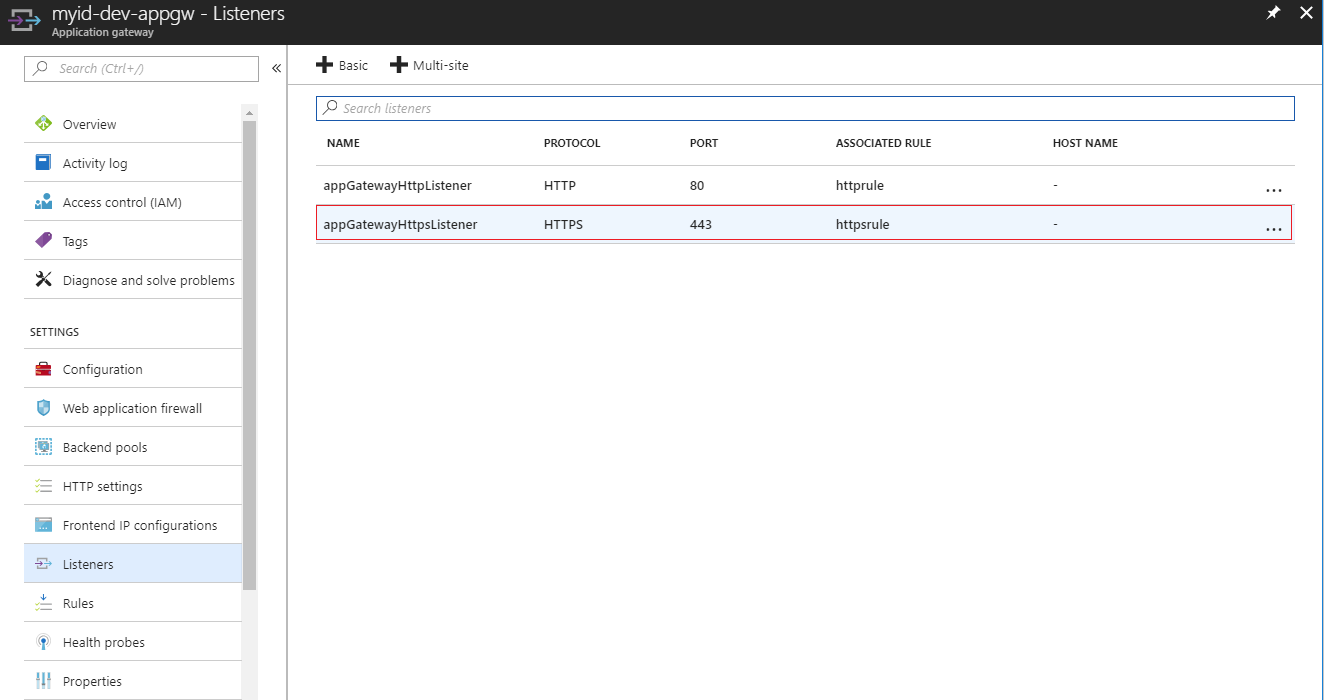 myid-dev-appgw - Listeners
Application gateway
Search (Ctrl+/)
Overview
Activity log
Access control (IAM)
Tags
Diagnose and solve problems
SETTINGS
Configuration
Web application firewall
Backend pools
HTTP settings
Frontend IP configurations
Listeners
Rules
Health probes
Properties
Basic Multi-site
Search listeners
NAME PROTOCOL PORT ASSOCIATED RULE HOST NAME
appGatewayHttpListener HTTP 80 httprule - ...
appGatewayHttpsListener HTTPS 443 httpsrule - ...